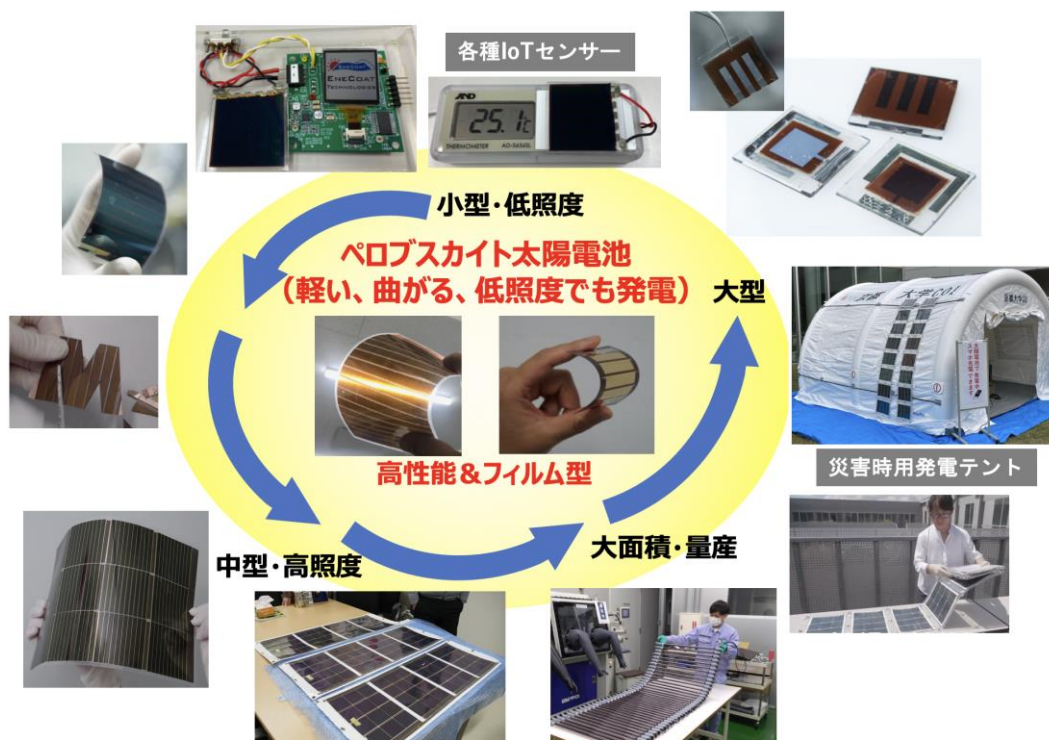 各種IoTセンサー
ENECOAT
TECHNOLOGIES
AND
25.1℃
THERMOMETER
小型・低照度
ペロブスカイト太陽電池
（軽い、曲がる、低照度でも発電）
大型
高性能＆フィルム型
災害時用発電テント
中型・高照度
大面積・量産